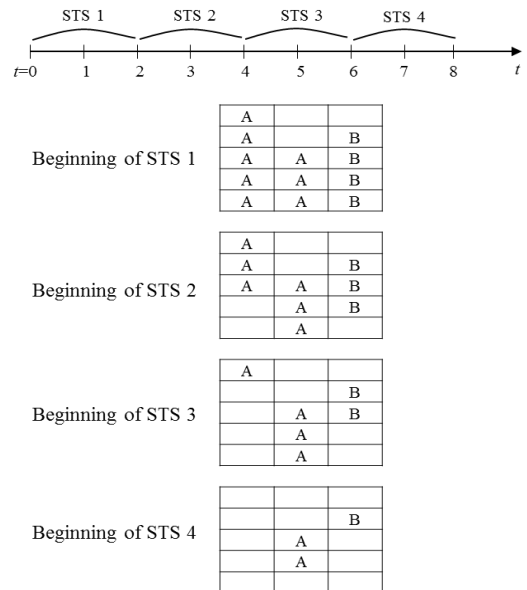 STS 1 STS 2 STS 3 STS 4
t=0 1 2 3 4 5 6 7 8 t
A
A B
Beginning of STS 1 A A B
A A B
A A B
A
A B
Beginning of STS 2 A A B
A B
A
A
B
Beginning of STS 3 A B
A
A
B
Beginning of STS 4 A
A